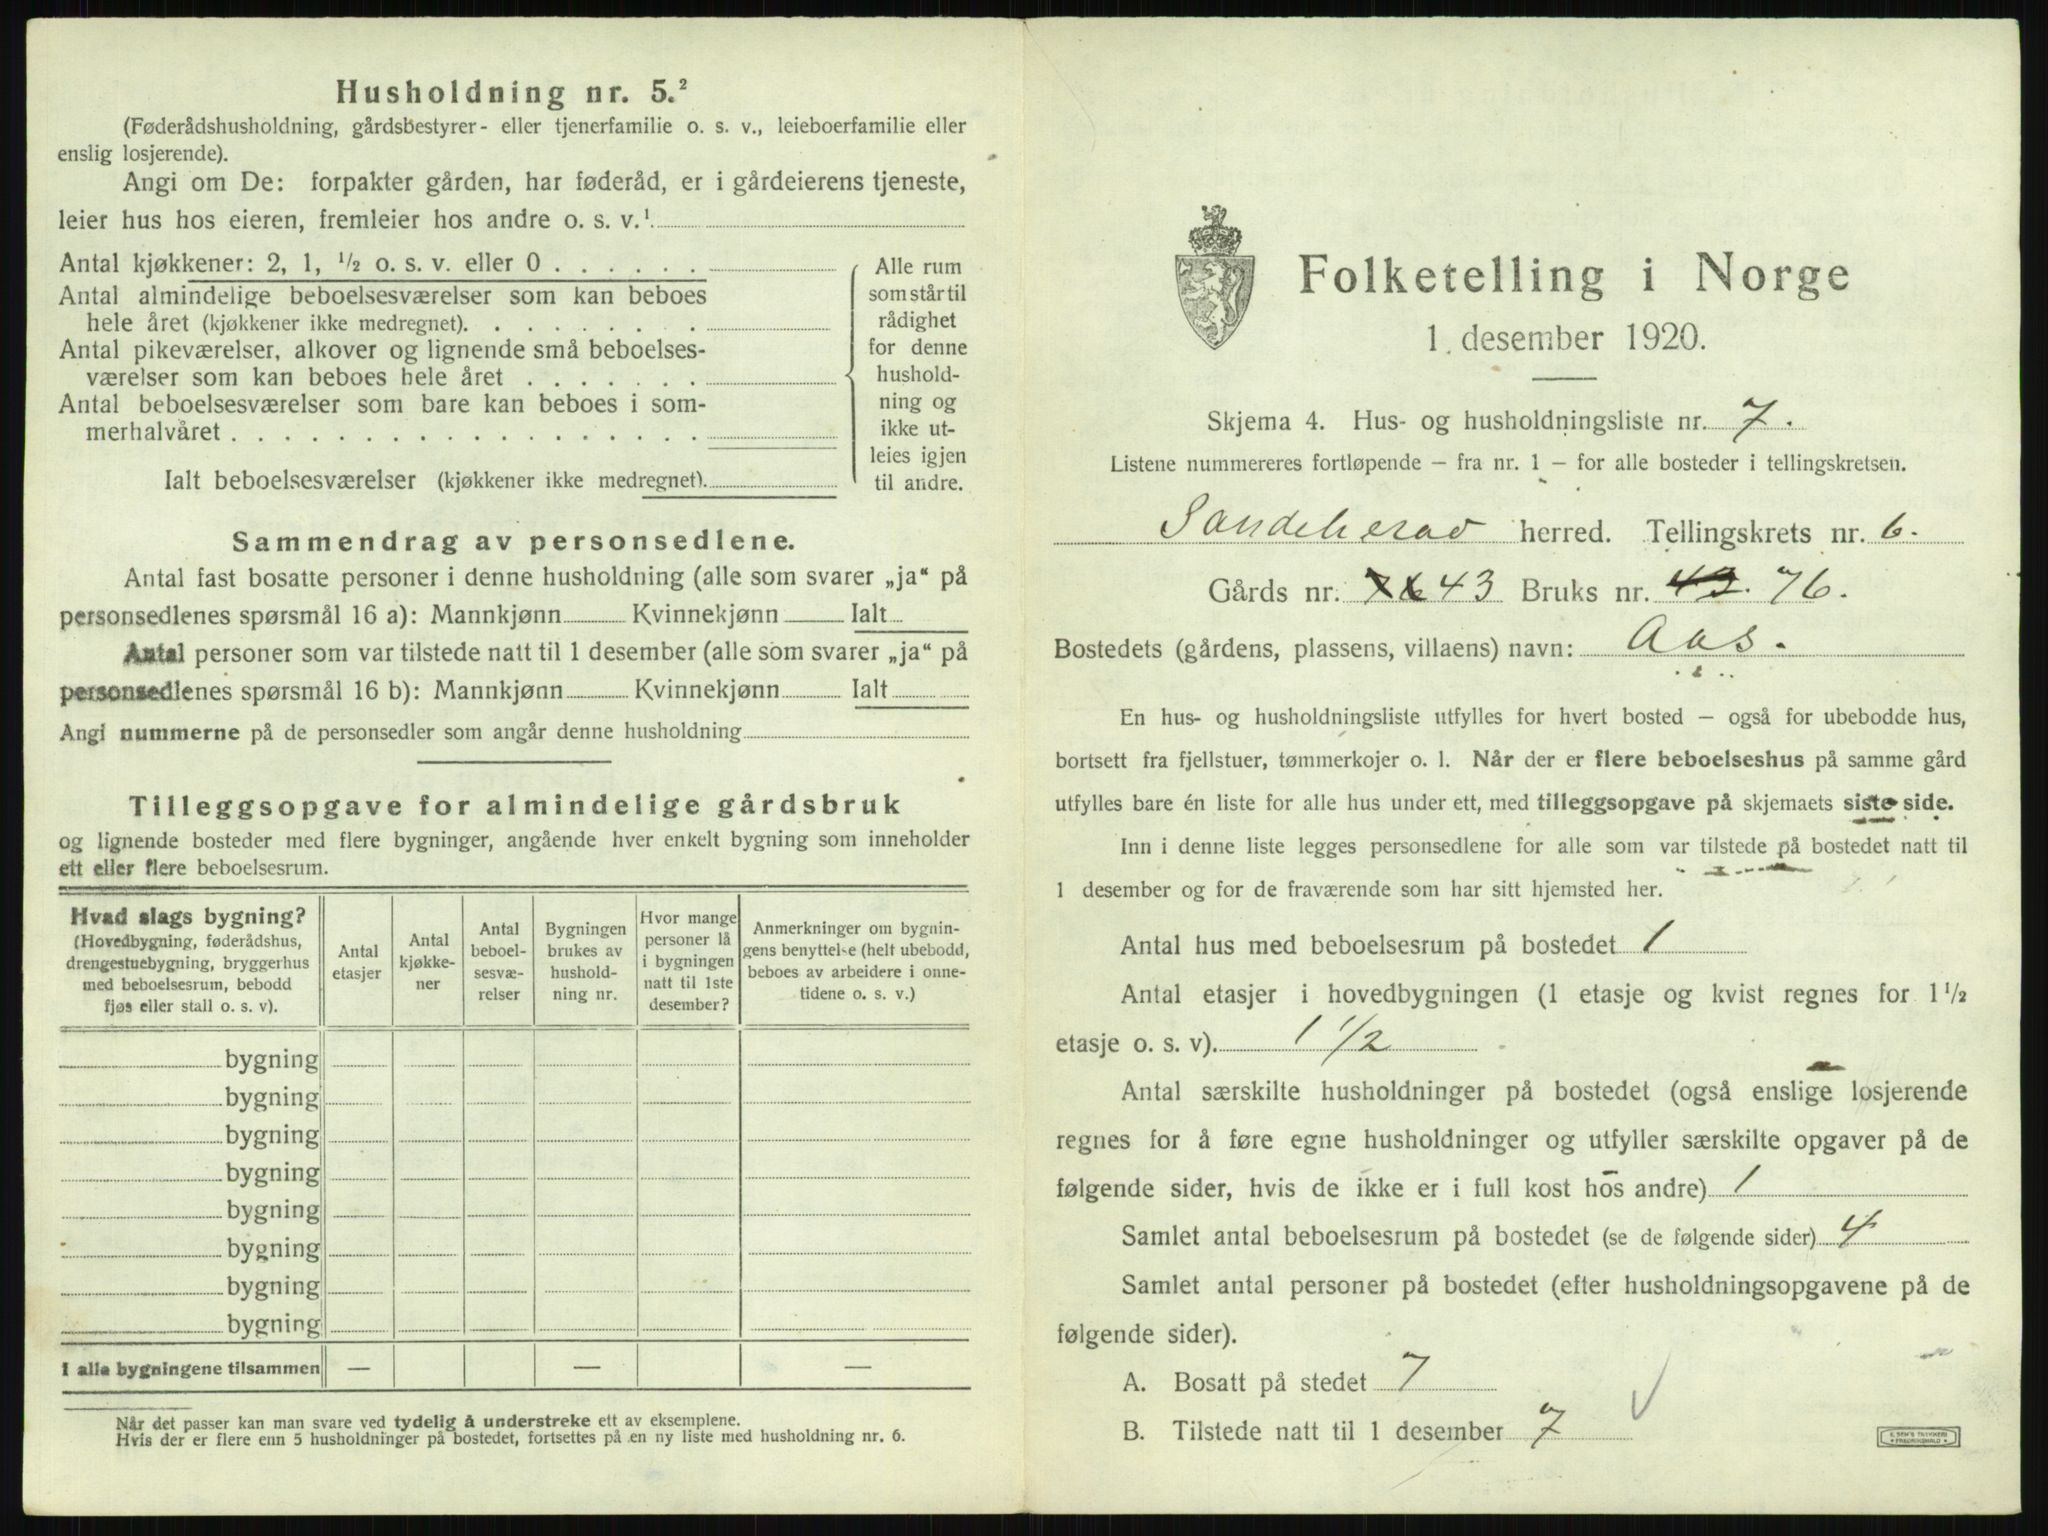 Husholdning nr. 5.²
(Føderådshusholdning, gårdsbestyrer- eller tjenerfamilie o. s. v., leieboerfamilie eller
enslig losjerende).
Angi om De: forpakter gården, har føderåd, er i gårdeierens tjeneste,
leier hus hos eieren, fremleier hos andre o. s. v.¹
Antal kjøkkener: 2, 1, ½ o. s. v. eller 0 . . . . . .
Antal almindelige beboelsesværelser som kan beboes
hele året (kjøkkener ikke medregnet). . . . . . . . .
Antal pikeværelser, alkover og lignende små beboelses-
værelser som kan beboes hele året . . . . . . .
Antal beboelsesværelser som bare kan beboes i som-
merhalvåret . . . . . . . . . . . . . . . . . .
Ialt beboelsesværelser (kjøkkener ikke medregnet).
Alle rum
som står til
rådighet
for denne
hushold-
ning og
ikke ut-
leies igjen
til andre.
Sammendrag av personsedlene.
Antal fast bosatte personer i denne husholdning (alle som svarer „ja" på
personsedlenes spørsmål 16 a): Mannkjønn Kvinnekjønn Ialt
Antal personer som var tilstede natt til 1 desember (alle som svarer „ja" på
personsedlenes spørsmål 16 b): Mannkjønn Kvinnekjønn Ialt
Angi nummerne på de personsedler som angår denne husholdning
Tilleggsopgave for almindelige gårdsbruk
og lignende bosteder med flere bygninger, angående hver enkelt bygning som inneholder
ett eller flere beboelsesrum.
Hvad slags bygning?
(Hovedbygning, føderådshus,
drengestuebygning, bryggerhus
med beboelsesrum, bebodd
fjøs eller stall o. s. v).
Antal
etasjer
Antal
kjøkke-
ner
Antal
beboel-
sesvæ-
relser
Bygningen
brukes av
hushold-
ning nr.
Hvor mange
personer lå
i bygningen
natt til 1ste
desember?
Anmerkninger om bygnin-
gens benyttelse (helt ubebodd,
beboes av arbeidere i onne-
tidene o. s. v.)
bygning
bygning
bygning
bygning
bygning
bygning
bygning
bygning
I alle bygningene tilsammen — — —
Når det passer kan man svare ved tydelig å understreke ett av eksemplene.
Hvis der er flere enn 5 husholdninger på bostedet, fortsettes på en ny liste med husholdning nr. 6.
Folketelling i Norge
1. desember 1920.
Skjema 4. Hus- og husholdningsliste nr. 7.
Listene nummereres fortløpende – fra nr. 1 – for alle bosteder i tellingskretsen.
Sandeherad herred. Tellingskrets nr. 6.
Gårds nr. 76 43 Bruks nr. 43. 76.
Bostedets (gårdens, plassens, villaens) navn: Aas.
En hus- og husholdningsliste utfylles for hvert bosted – også for ubebodde hus,
bortsett fra fjellstuer, tømmerkojer o. l. Når der er flere beboelseshus på samme gård
utfylles bare én liste for alle hus under ett, med tilleggsopgave på skjemaets siste side.
Inn i denne liste legges personsedlene for alle som var tilstede på bostedet natt til
1 desember og for de fraværende som har sitt hjemsted her.
Antal hus med beboelsesrum på bostedet 1
Antal etasjer i hovedbygningen (1 etasje og kvist regnes for 1 ½
etasje o. s. v). 1 ½
Antal særskilte husholdninger på bostedet (også enslige losjerende
regnes for å føre egne husholdninger og utfyller særskilte opgaver på de
følgende sider, hvis de ikke er i full kost hos andre) 1
Samlet antal beboelsesrum på bostedet (se de følgende sider) 4
Samlet antal personer på bostedet (efter husholdningsopgavene på de
følgende sider).
A. Bosatt på stedet 7
B. Tilstede natt til 1 desember 7